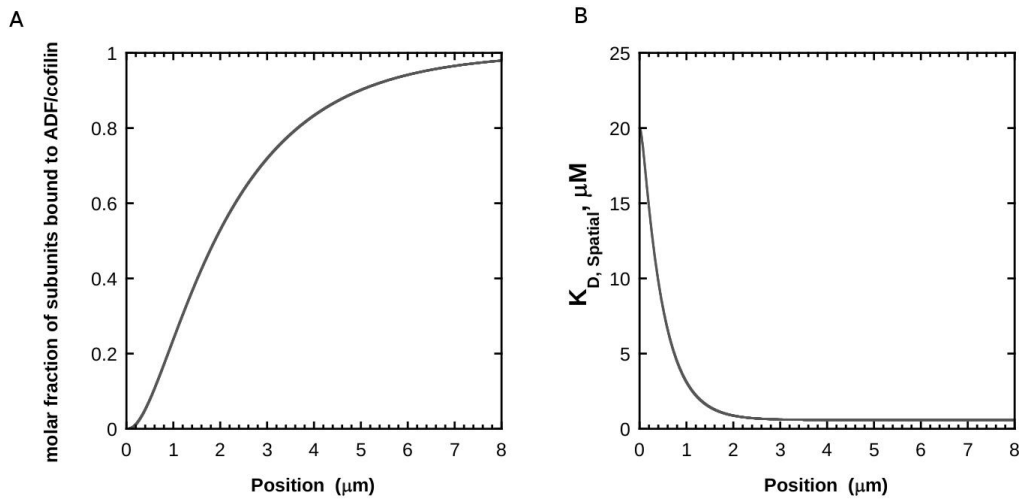 A
molar fraction of subunits bound to ADF/cofilin
1
0.8
0.6
0.4
0.2
0
0 1 2 3 4 5 6 7 8
Position (μm)
B
K_D, Spatial, μM
25
20
15
10
5
0
0 1 2 3 4 5 6 7 8
Position (μm)